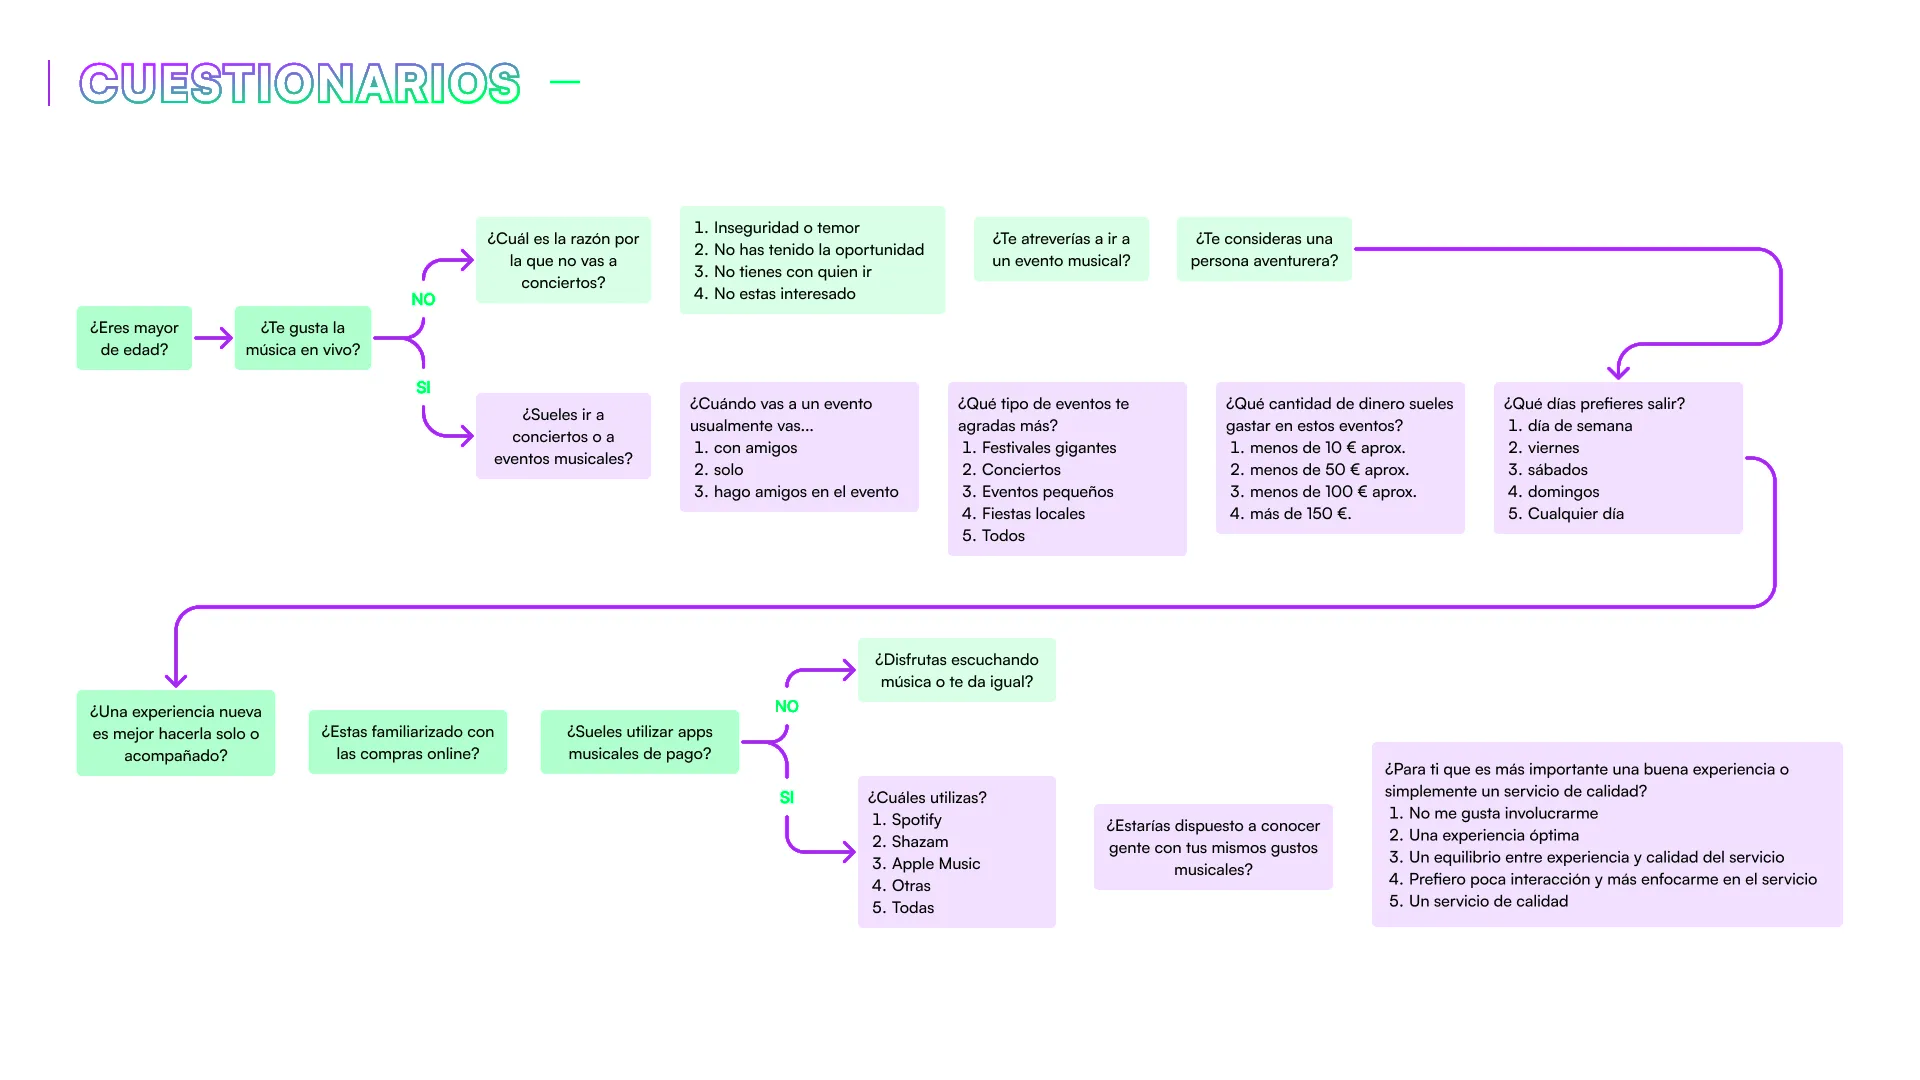 CUESTIONARIOS
¿Eres mayor
de edad?
¿Te gusta la
música en vivo?
NO
¿Cuál es la razón por
la que no vas a
conciertos?
1. Inseguridad o temor
2. No has tenido la oportunidad
3. No tienes con quien ir
4. No estas interesado
¿Te atreverías a ir a
un evento musical?
¿Te consideras una
persona aventurera?
SI
¿Sueles ir a
conciertos o a
eventos musicales?
¿Cuándo vas a un evento
usualmente vas...
1. con amigos
2. solo
3. hago amigos en el evento
¿Qué tipo de eventos te
agradas más?
1. Festivales gigantes
2. Conciertos
3. Eventos pequeños
4. Fiestas locales
5. Todos
¿Qué cantidad de dinero sueles
gastar en estos eventos?
1. menos de 10 € aprox.
2. menos de 50 € aprox.
3. menos de 100 € aprox.
4. más de 150 €.
¿Qué días prefieres salir?
1. día de semana
2. viernes
3. sábados
4. domingos
5. Cualquier día
¿Una experiencia nueva
es mejor hacerla solo o
acompañado?
¿Estas familiarizado con
las compras online?
¿Sueles utilizar apps
musicales de pago?
NO
¿Disfrutas escuchando
música o te da igual?
SI
¿Cuáles utilizas?
1. Spotify
2. Shazam
3. Apple Music
4. Otras
5. Todas
¿Estarías dispuesto a conocer
gente con tus mismos gustos
musicales?
¿Para ti que es más importante una buena experiencia o
simplemente un servicio de calidad?
1. No me gusta involucrarme
2. Una experiencia óptima
3. Un equilibrio entre experiencia y calidad del servicio
4. Prefiero poca interacción y más enfocarme en el servicio
5. Un servicio de calidad